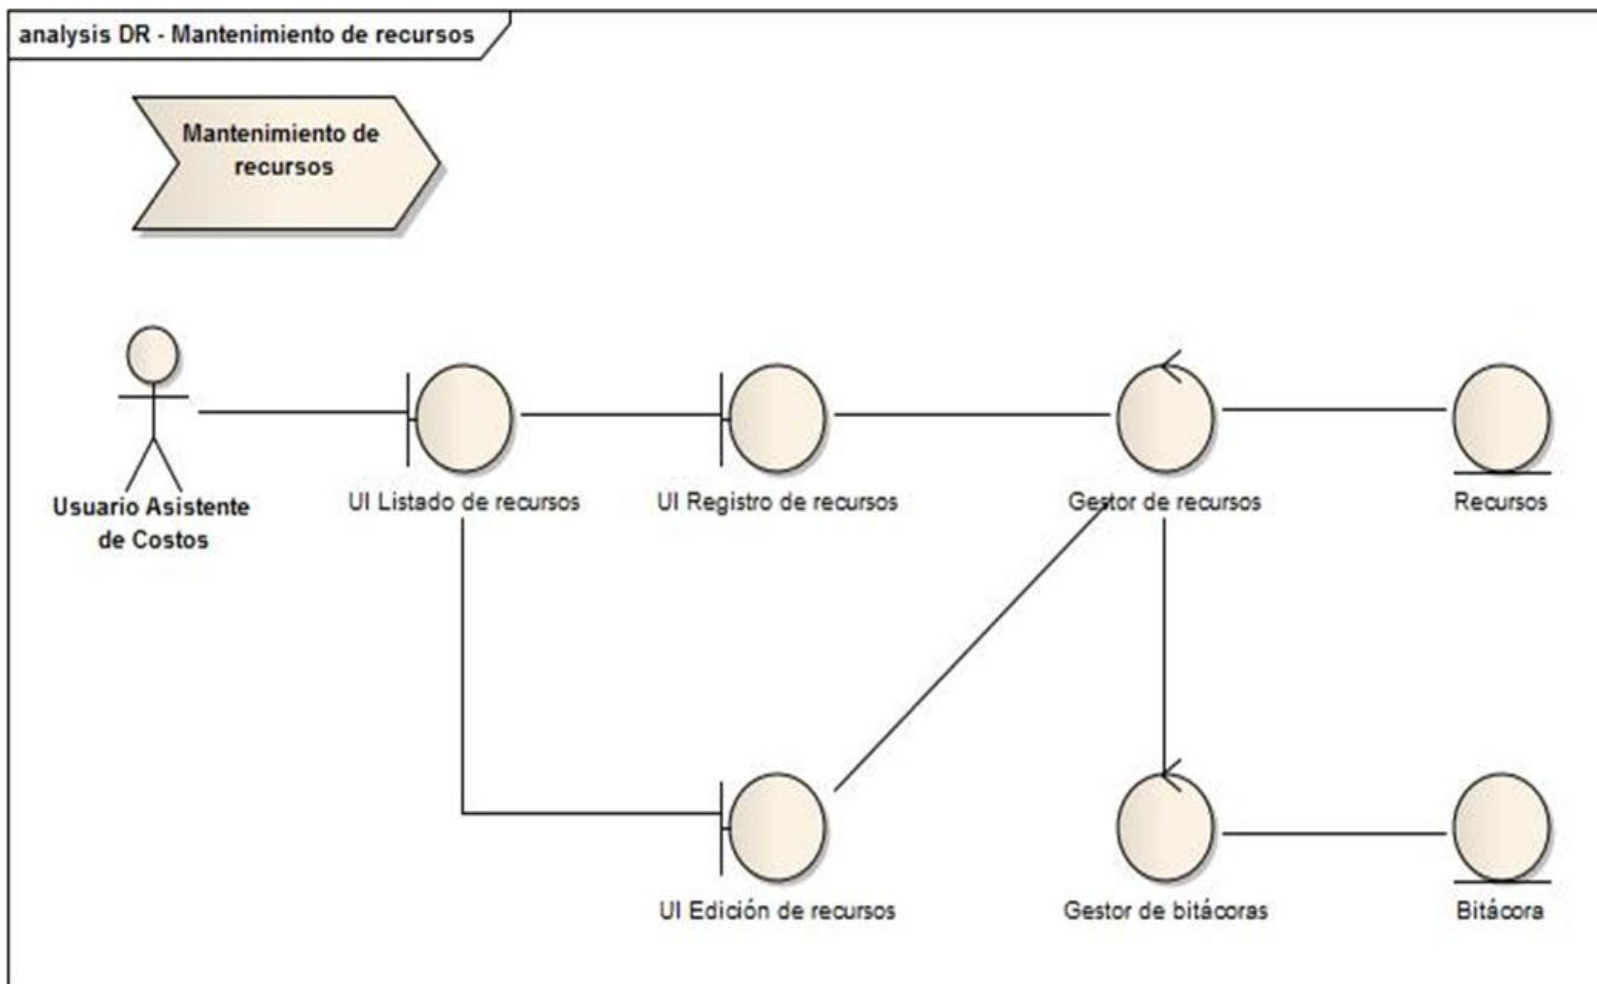 analysis DR - Mantenimiento de recursos
Mantenimiento de
recursos
Usuario Asistente
de Costos
UI Listado de recursos
UI Registro de recursos
Gestor de recursos
Recursos
UI Edición de recursos
Gestor de bitácoras
Bitácora